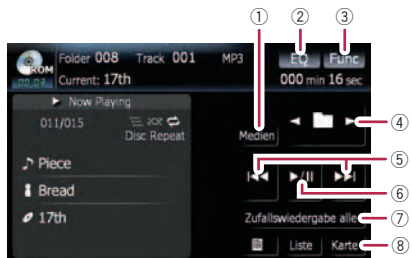 ① ② ③
ROM Folder 008 Track 001 MP3 EQ Func
Current: 17th 000 min 16 sec
Now Playing
011/015
Disc Repeat
Medien
④
Piece
⑤
Bread
⑥
17th
Zufallswiedergabe alle ⑦
Liste Karte ⑧